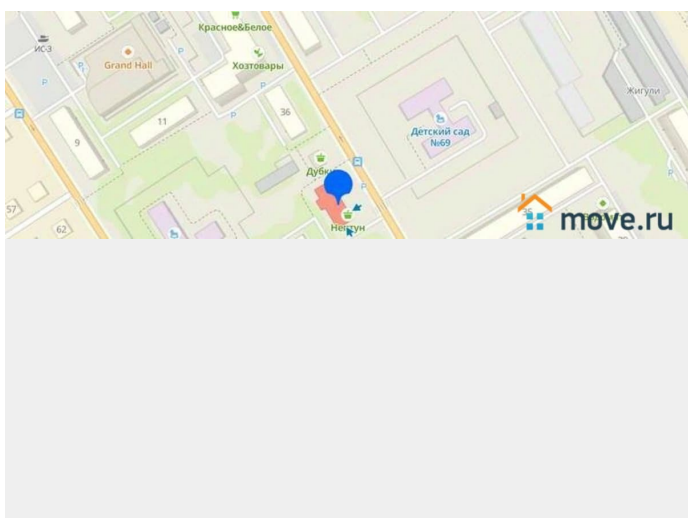 Красное&Белое
ИС-3
P
Grand Hall
P
Хозтовары
P
P
Жигули
9
11
36
Детский сад
№69
P
57
62
Нептун
move.ru